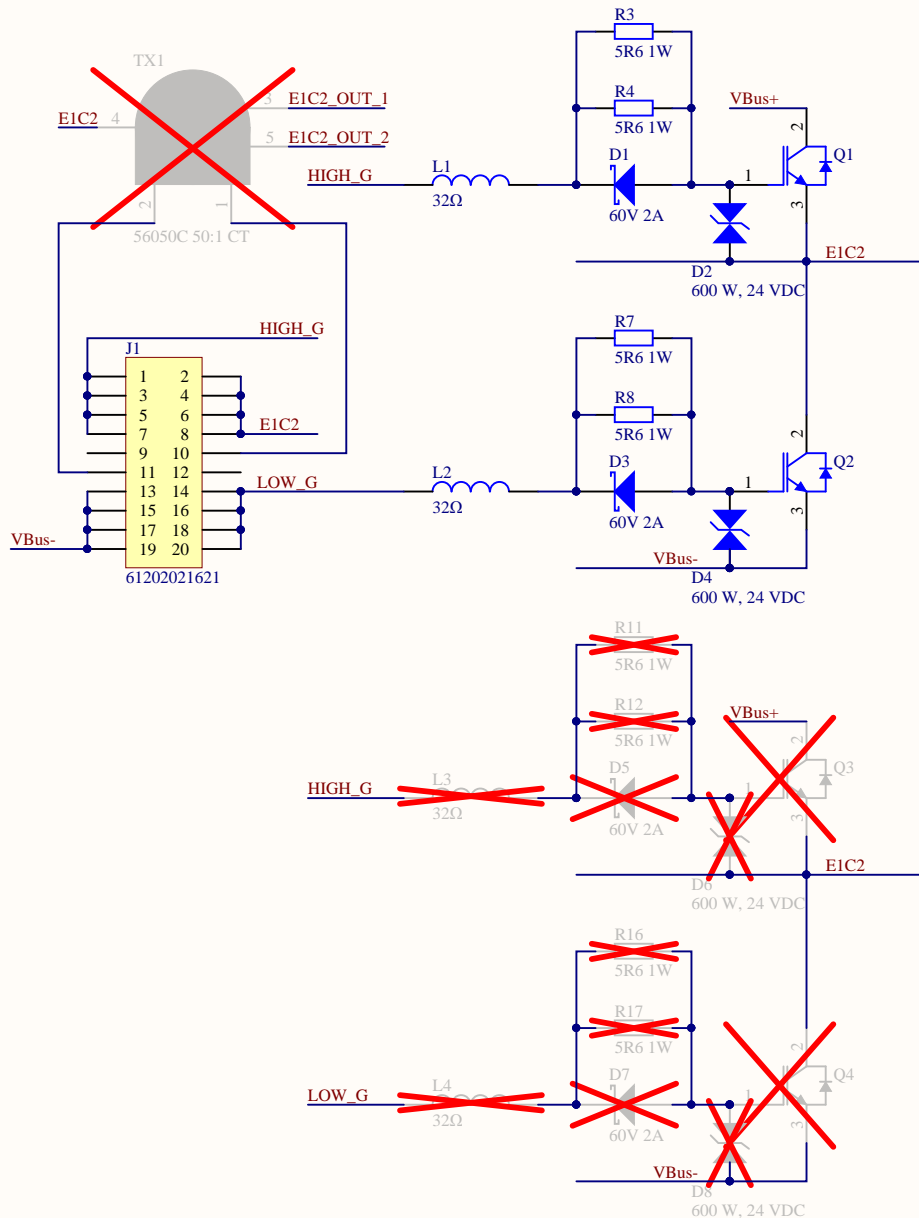 TX1
3
E1C2_OUT_1
E1C2
4
5
E1C2_OUT_2
2
1
56050C 50:1 CT
HIGH_G
L1
32Ω
R3
5R6 1W
R4
5R6 1W
D1
60V 2A
VBus+
2
Q1
1
3
E1C2
D2
600 W, 24 VDC
HIGH_G
J1
1 2
3 4
5 6
7 8
E1C2
9 10
11 12
13 14
LOW_G
15 16
17 18
VBus-
19 20
61202021621
L2
32Ω
R7
5R6 1W
R8
5R6 1W
D3
60V 2A
2
Q2
1
3
VBus-
D4
600 W, 24 VDC
R11
5R6 1W
R12
5R6 1W
VBus+
2
HIGH_G
L3
32Ω
D5
60V 2A
1
Q3
3
E1C2
D6
600 W, 24 VDC
R16
5R6 1W
R17
5R6 1W
2
LOW_G
L4
32Ω
D7
60V 2A
1
Q4
3
VBus-
D8
600 W, 24 VDC